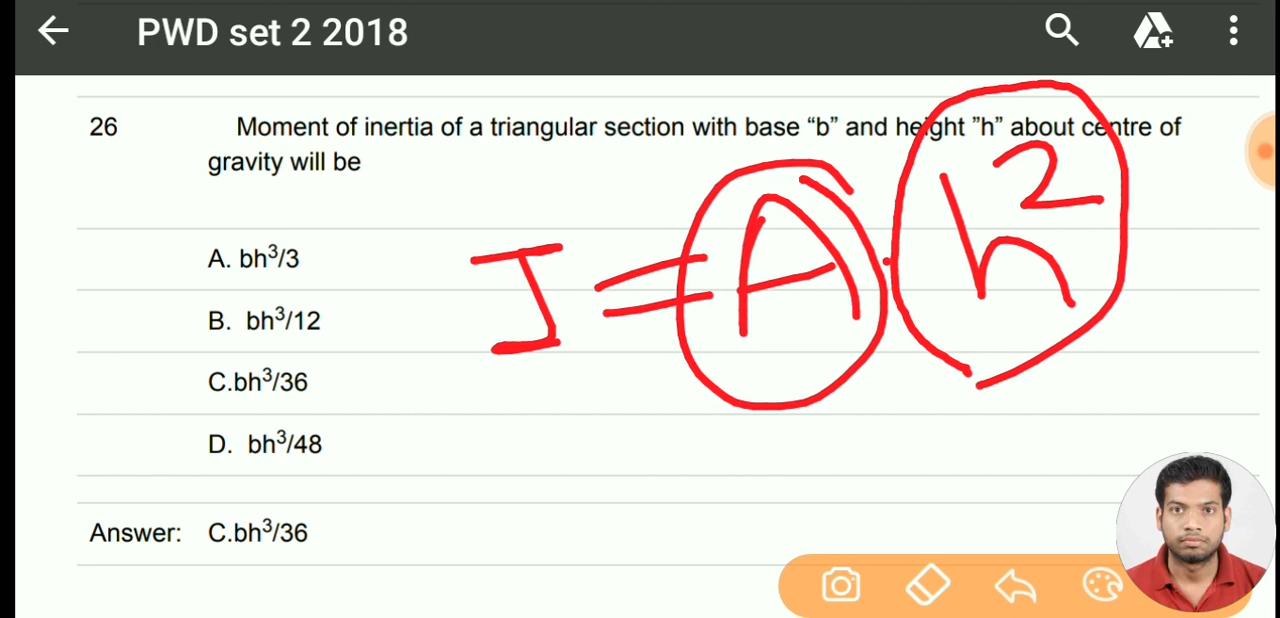 PWD set 2 2018
26 Moment of inertia of a triangular section with base “b” and height ”h” about centre of
gravity will be
A. bh³/3
B. bh³/12
C.bh³/36
D. bh³/48
I = A . h²
Answer: C.bh³/36